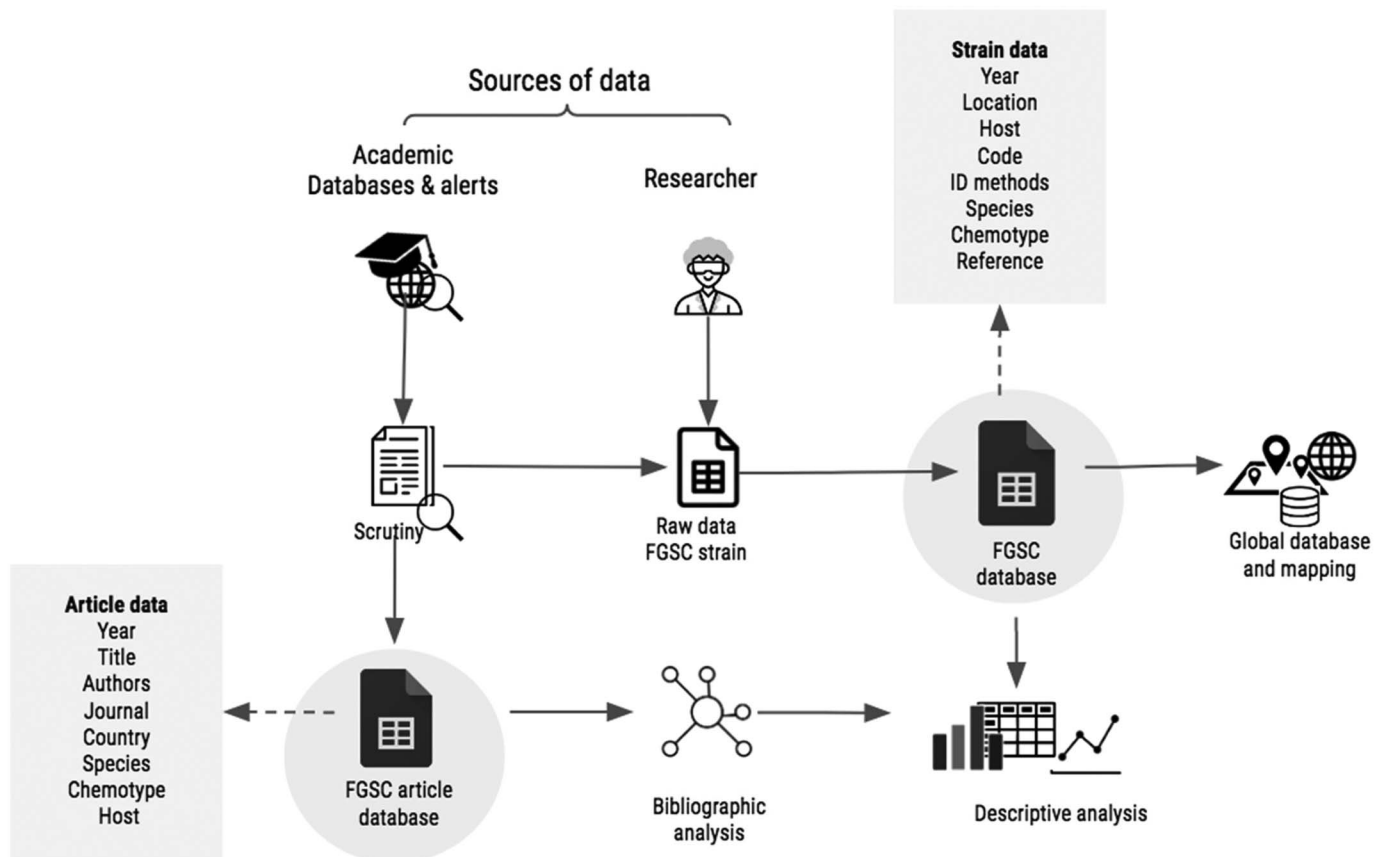 Sources of data
Academic
Databases & alerts
Researcher
Strain data
Year
Location
Host
Code
ID methods
Species
Chemotype
Reference
Scrutiny
Raw data
FGSC strain
FGSC
database
Global database
and mapping
Article data
Year
Title
Authors
Journal
Country
Species
Chemotype
Host
FGSC article
database
Bibliographic
analysis
Descriptive analysis